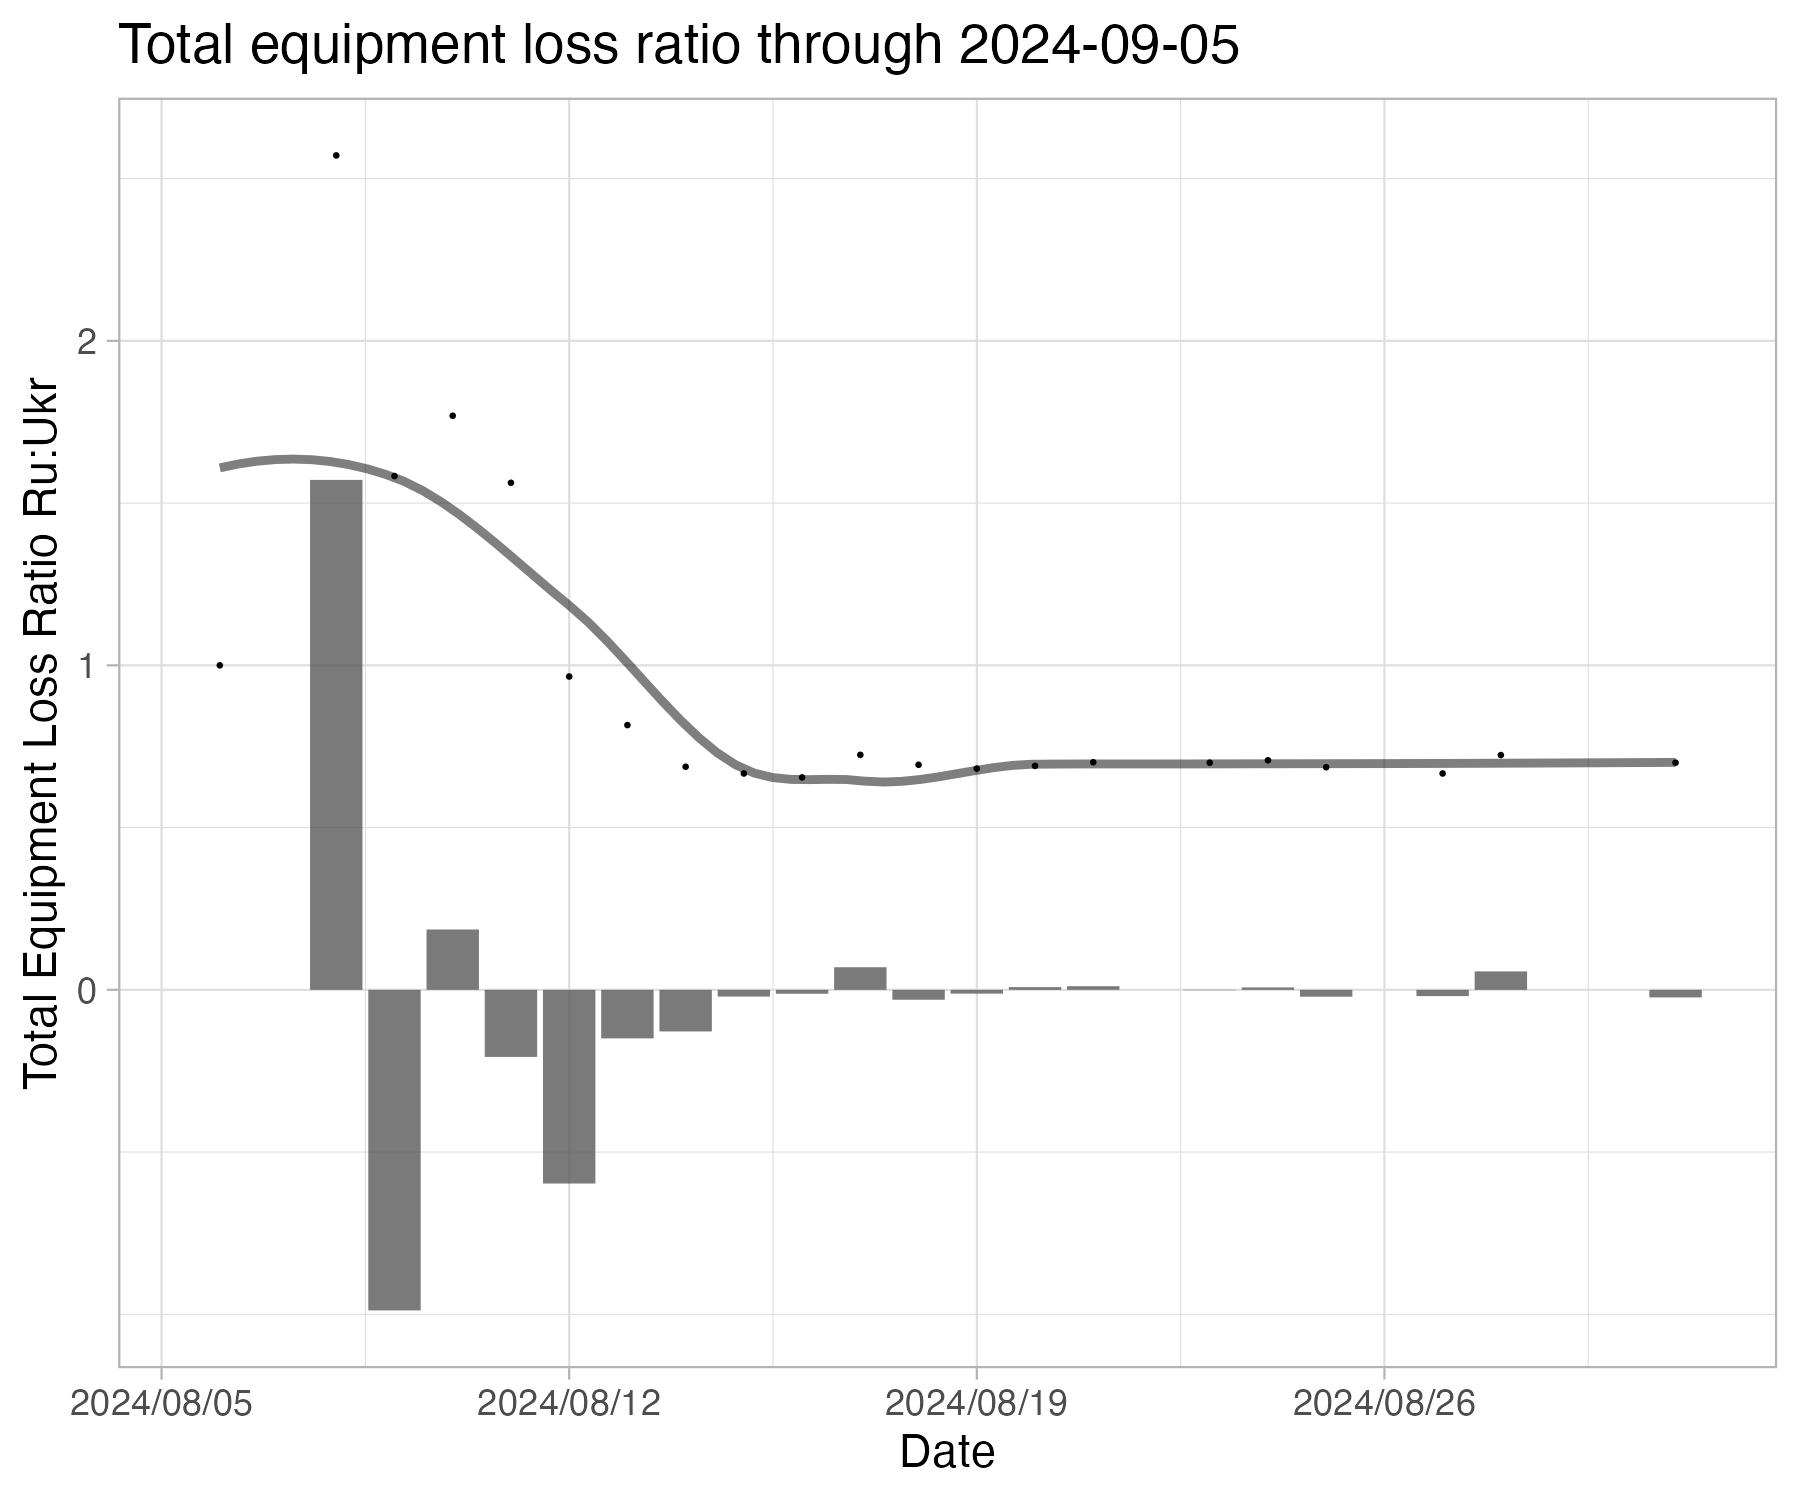 Total equipment loss ratio through 2024-09-05
Total Equipment Loss Ratio Ru:Ukr
2
1
0
2024/08/05
2024/08/12
2024/08/19
2024/08/26
Date